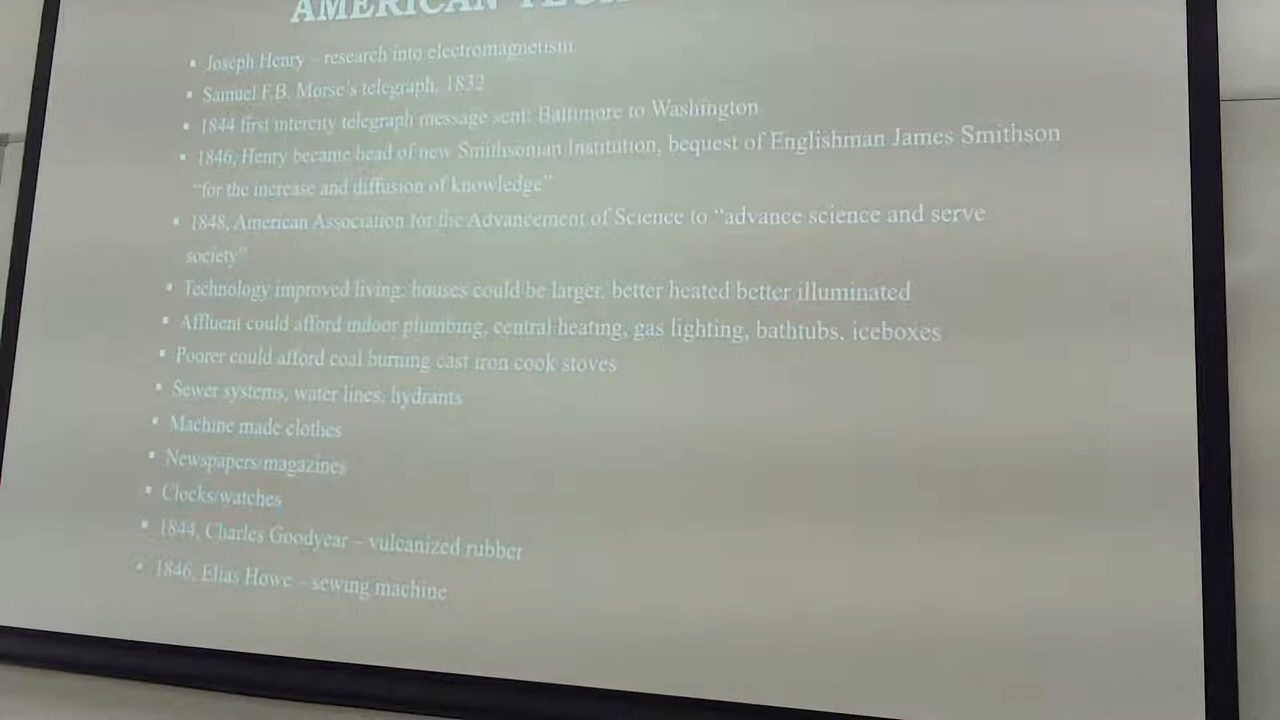 AMERICAN
▪ Joseph Henry – research into electromagnetism
▪ Samuel F.B. Morse's telegraph, 1832
▪ 1844 first intercity telegraph message sent: Baltimore to Washington
▪ 1846, Henry became head of new Smithsonian Institution, bequest of Englishman James Smithson
"for the increase and diffusion of knowledge"
▪ 1848, American Association for the Advancement of Science to "advance science and serve
society"
▪ Technology improved living: houses could be larger, better heated better illuminated
▪ Affluent could afford indoor plumbing, central heating, gas lighting, bathtubs, iceboxes
▪ Poorer could afford coal burning cast iron cook stoves
▪ Sewer systems, water lines, hydrants
▪ Machine made clothes
▪ Newspapers/magazines
▪ Clocks/watches
▪ 1844, Charles Goodyear – vulcanized rubber
▪ 1846, Elias Howe – sewing machine